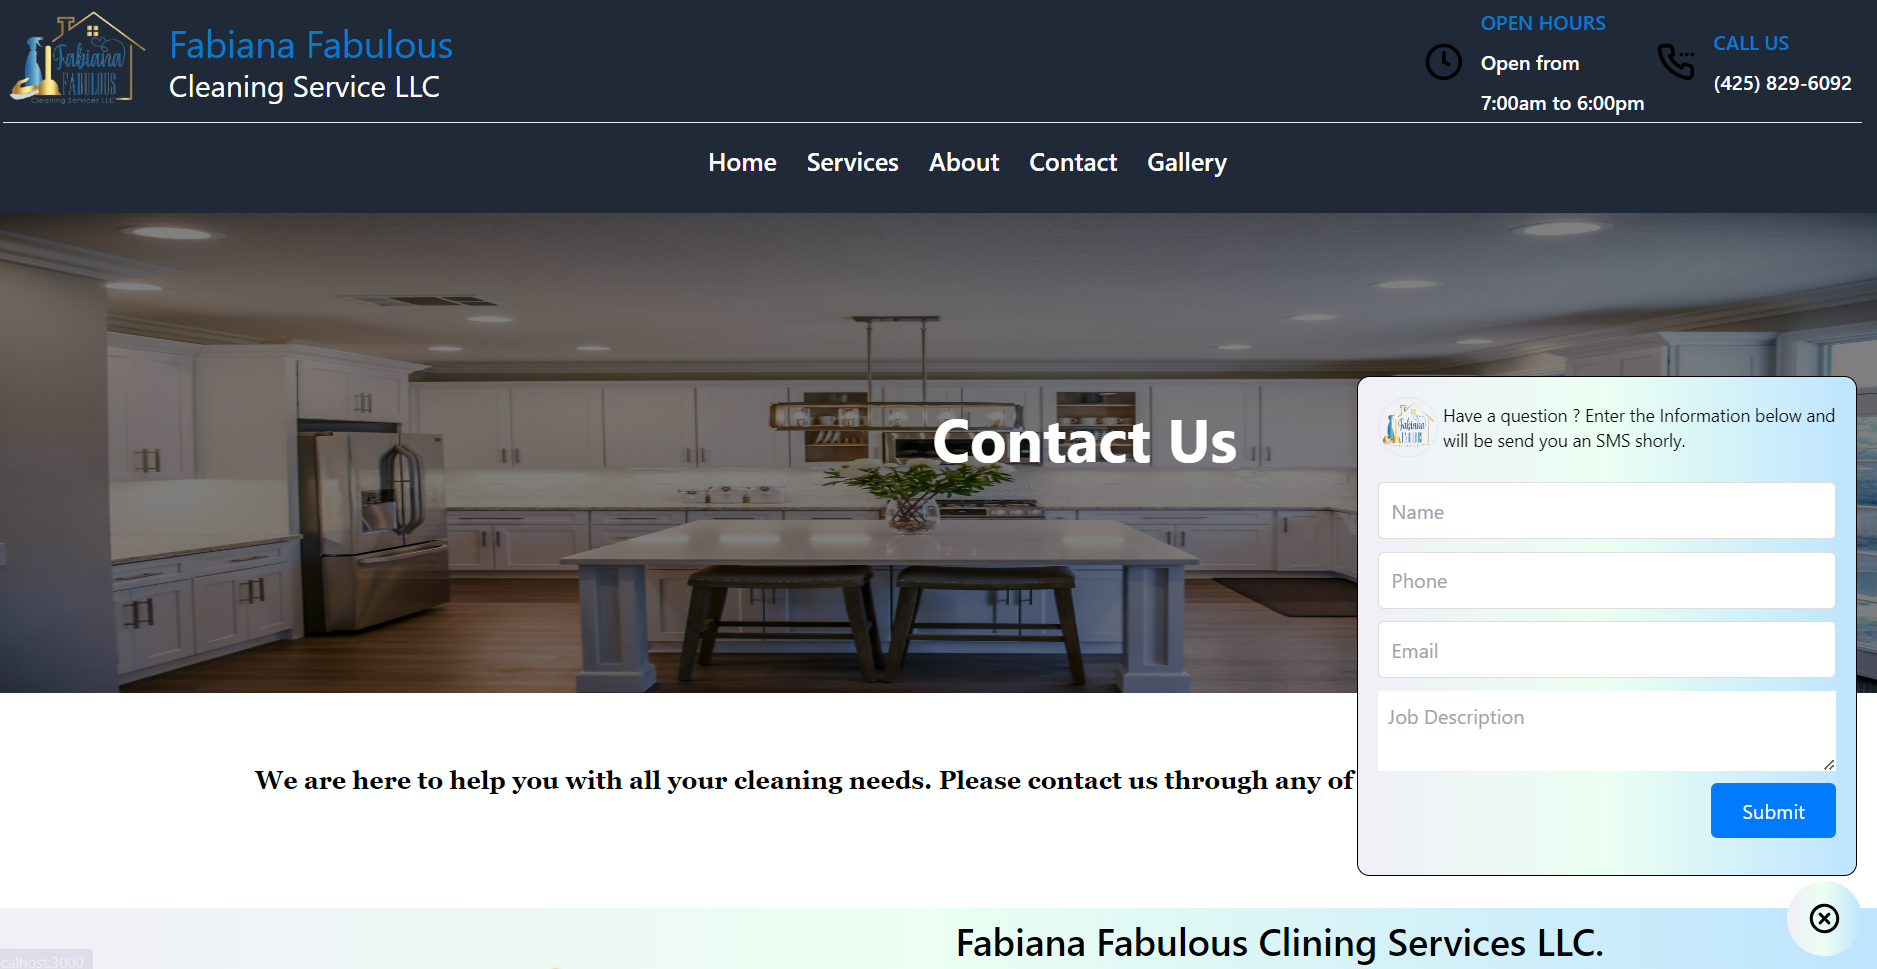 Fabiana
FABULOUS
Cleaning Services LLC
Fabiana Fabulous
Cleaning Service LLC
OPEN HOURS
Open from
7:00am to 6:00pm
CALL US
(425) 829-6092
Home Services About Contact Gallery
Contact Us
Fabiana
FABULOUS
Have a question ? Enter the Information below and
will be send you an SMS shorly.
Name
Phone
Email
Job Description
Submit
We are here to help you with all your cleaning needs. Please contact us through any of
Fabiana Fabulous Clining Services LLC.
calhost:3000